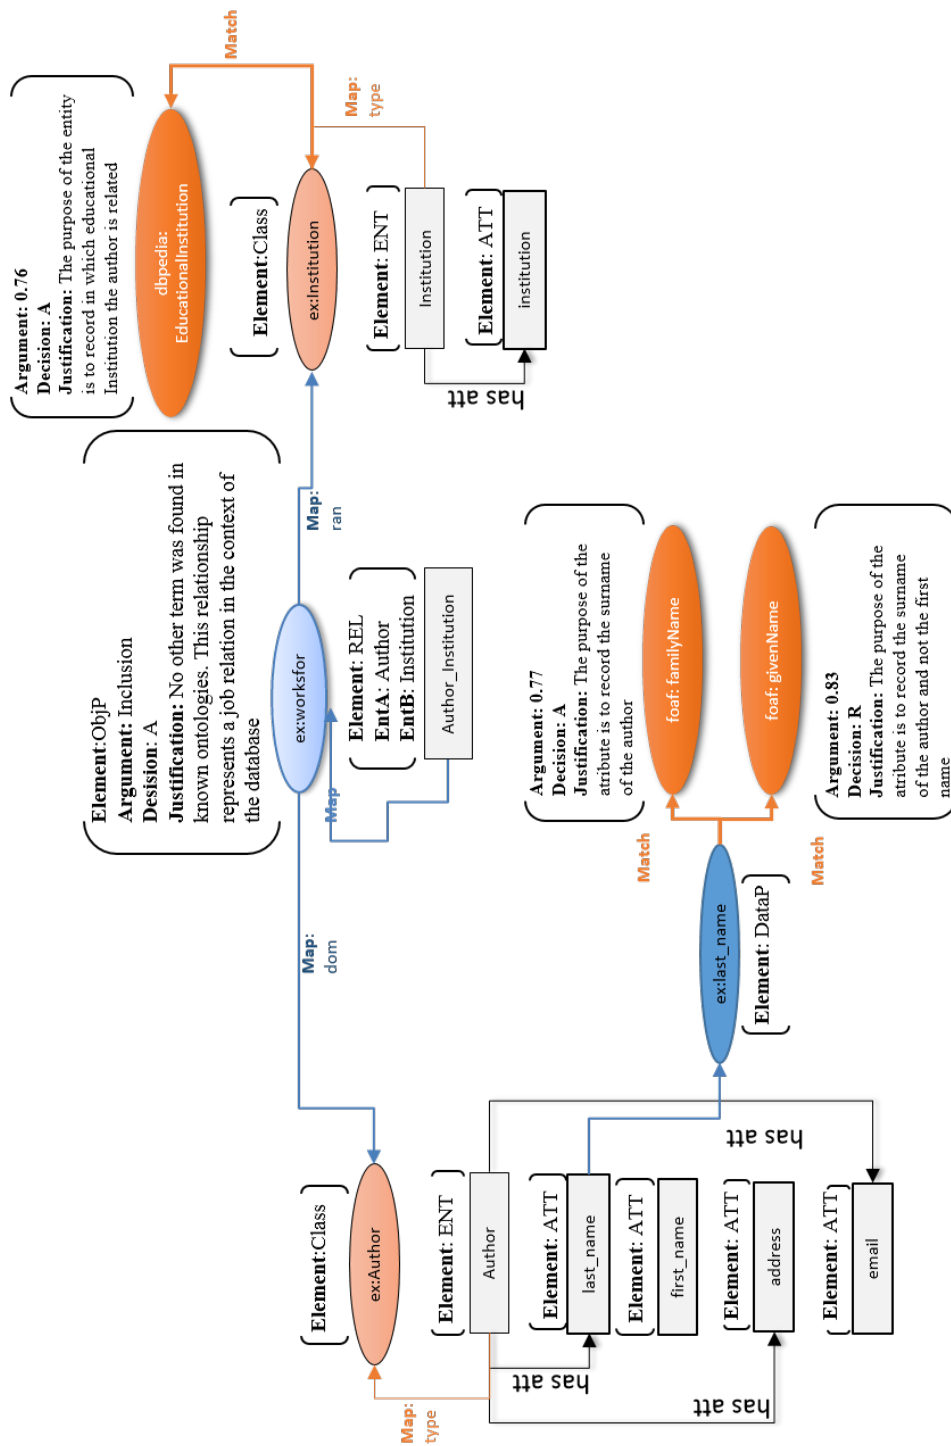 Element:Class
ex:Author
Map:
type
Element: ENT
Author
has att
Element: ATT
last_name
Element: ATT
first_name
has att
Element: ATT
address
has att
Element: ATT
email
Map:
dom
Element:ObjP
Argument: Inclusion
Desision: A
Justification: No other term was found in
known ontologies. This relationship
represents a job relation in the context of
the database
ex:worksfor
Map
Element: REL
EntA: Author
EntB: Institution
Author_Institution
Map:
ran
Argument: 0.76
Decision: A
Justification: The purpose of the entity
is to record in which educational
Institution the author is related
dbpedia:
EducationalInstitution
Match
Element:Class
ex:Institution
Map:
type
Element: ENT
Institution
Element: ATT
institution
has att
ex:last_name
Element: DataP
Match
Argument: 0.77
Decision: A
Justification: The purpose of the
atribute is to record the surname
of the author
foaf: familyName
foaf: givenName
Match
Argument: 0.83
Decision: R
Justification: The purpose of the
atribute is to record the surname
of the author and not the first
name